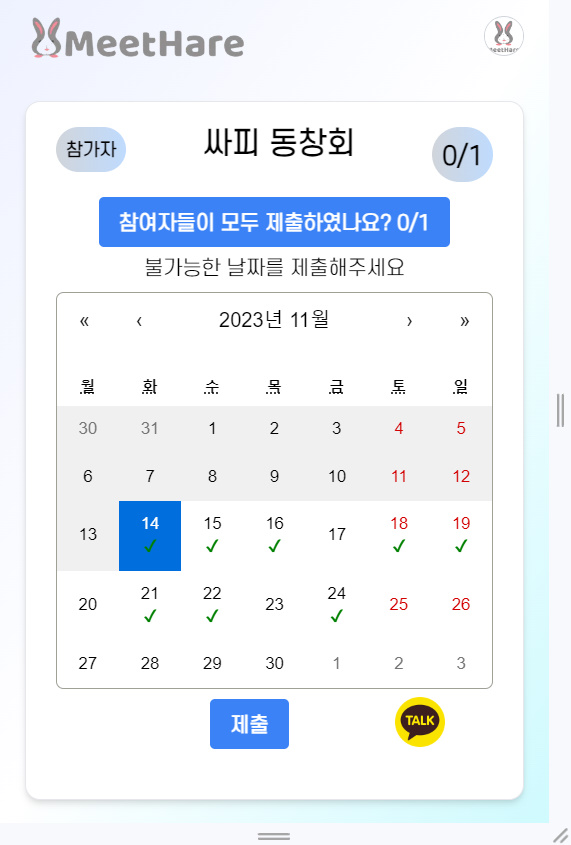 MeetHare
MeetHare
참가자
싸피 동창회
0/1
참여자들이 모두 제출하였나요? 0/1
불가능한 날짜를 제출해주세요
« ‹ 2023년 11월 › »
월 화 수 목 금 토 일
30 31 1 2 3 4 5
6 7 8 9 10 11 12
13 14 15 16 17 18 19
✓ ✓ ✓ ✓ ✓
20 21 22 23 24 25 26
✓ ✓ ✓
27 28 29 30 1 2 3
제출
TALK